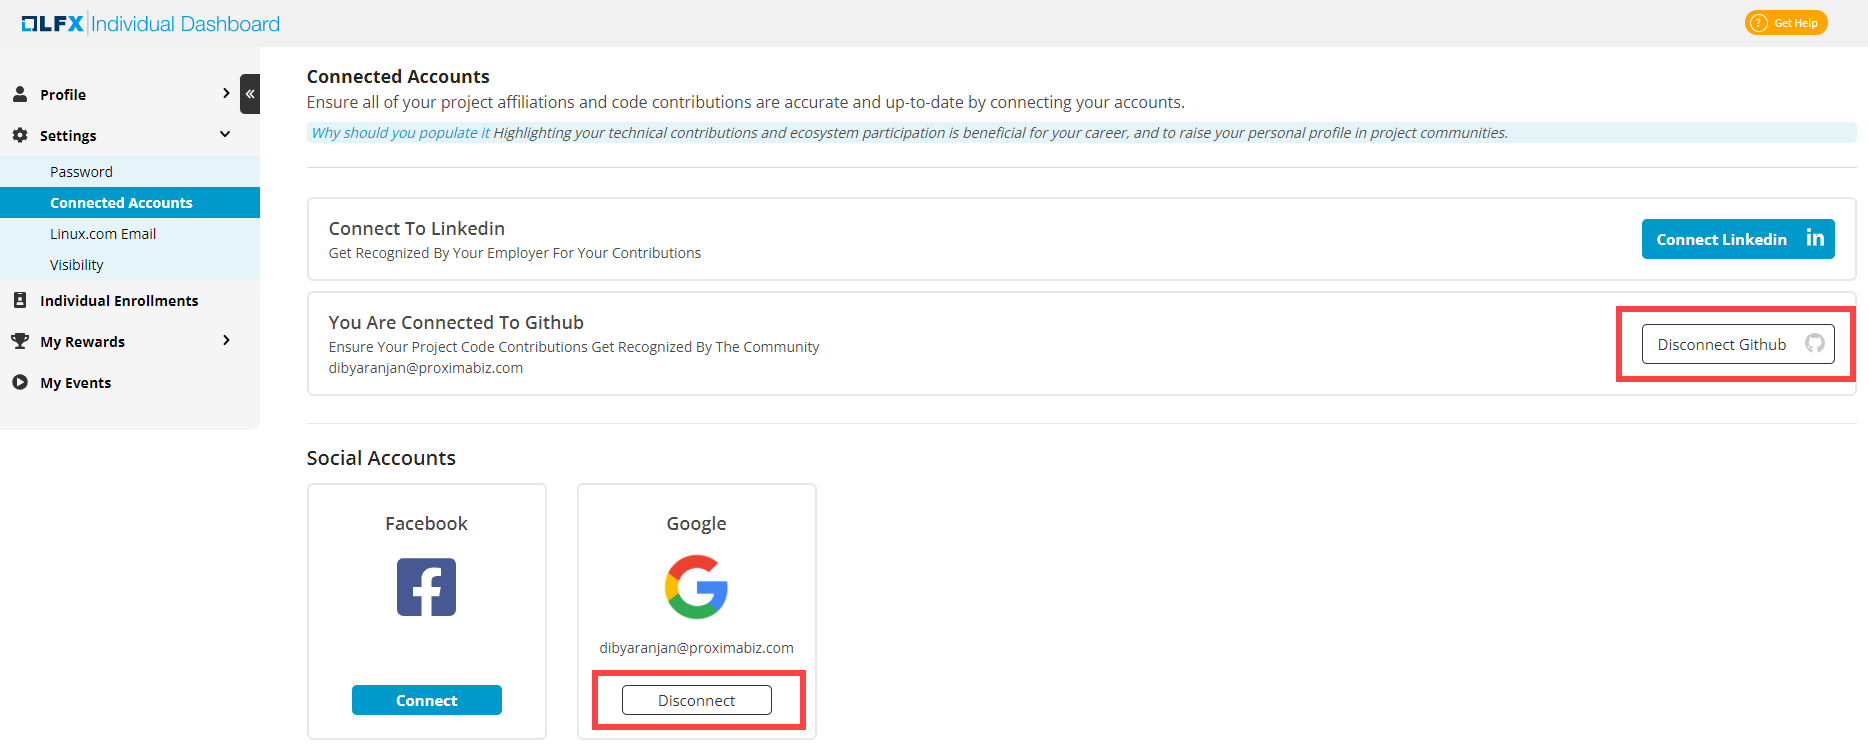 LFX Individual Dashboard
? Get Help
Profile
Settings
Password
Connected Accounts
Linux.com Email
Visibility
Individual Enrollments
My Rewards
My Events
Connected Accounts
Ensure all of your project affiliations and code contributions are accurate and up-to-date by connecting your accounts.
Why should you populate it Highlighting your technical contributions and ecosystem participation is beneficial for your career, and to raise your personal profile in project communities.
Connect To Linkedin
Get Recognized By Your Employer For Your Contributions
Connect Linkedin in
You Are Connected To Github
Ensure Your Project Code Contributions Get Recognized By The Community
dibyaranjan@proximabiz.com
Disconnect Github
Social Accounts
Facebook
Connect
Google
dibyaranjan@proximabiz.com
Disconnect